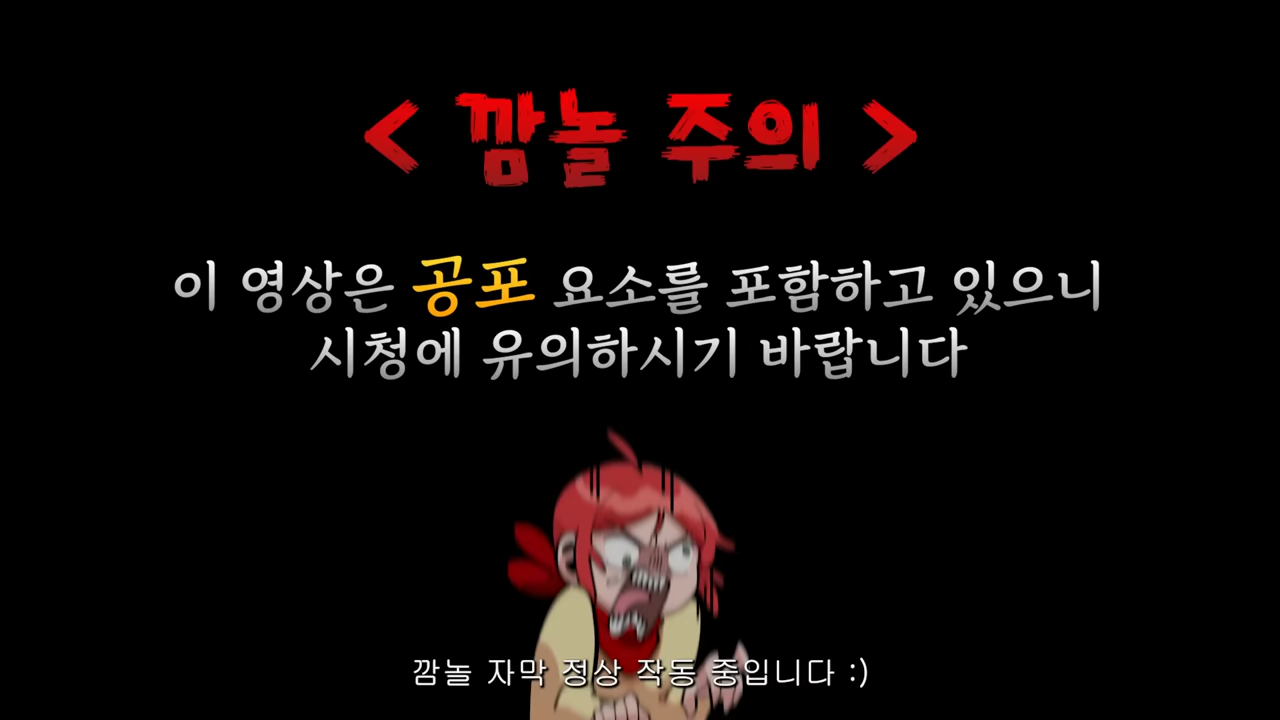 < 깜놀 주의 >
이 영상은 공포 요소를 포함하고 있으니
시청에 유의하시기 바랍니다
깜놀 자막 정상 작동 중입니다 :)